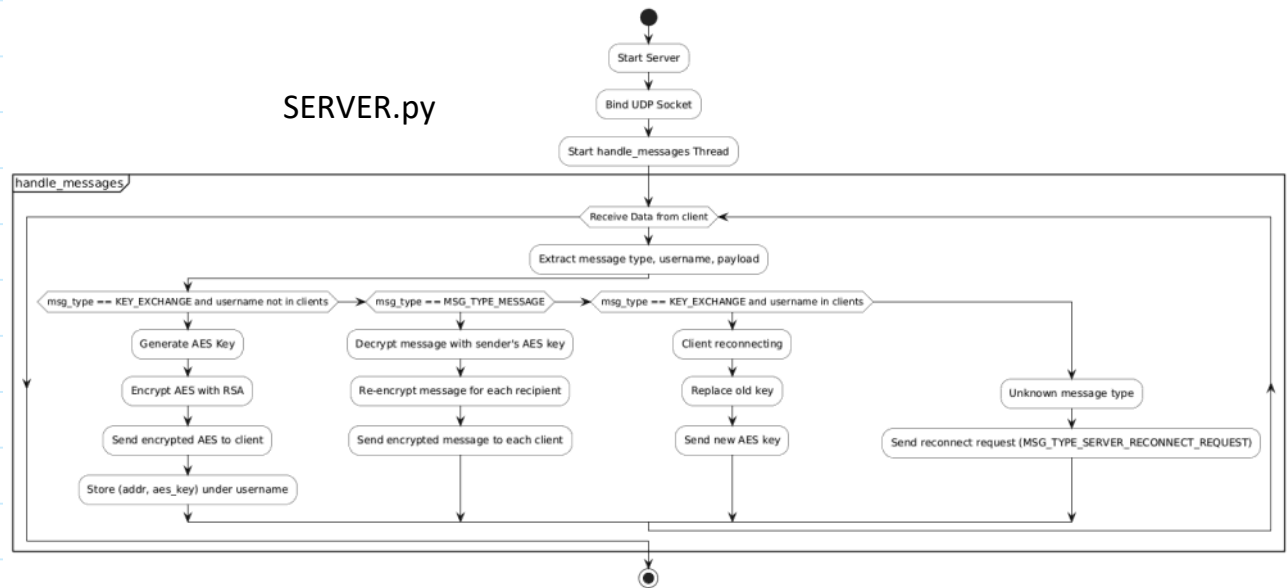 SERVER.py
Start Server
Bind UDP Socket
Start handle_messages Thread
handle_messages
Receive Data from client
Extract message type, username, payload
msg_type == KEY_EXCHANGE and username not in clients
msg_type == MSG_TYPE_MESSAGE
msg_type == KEY_EXCHANGE and username in clients
Generate AES Key
Decrypt message with sender's AES key
Client reconnecting
Encrypt AES with RSA
Re-encrypt message for each recipient
Replace old key
Unknown message type
Send encrypted AES to client
Send encrypted message to each client
Send new AES key
Send reconnect request (MSG_TYPE_SERVER_RECONNECT_REQUEST)
Store (addr, aes_key) under username